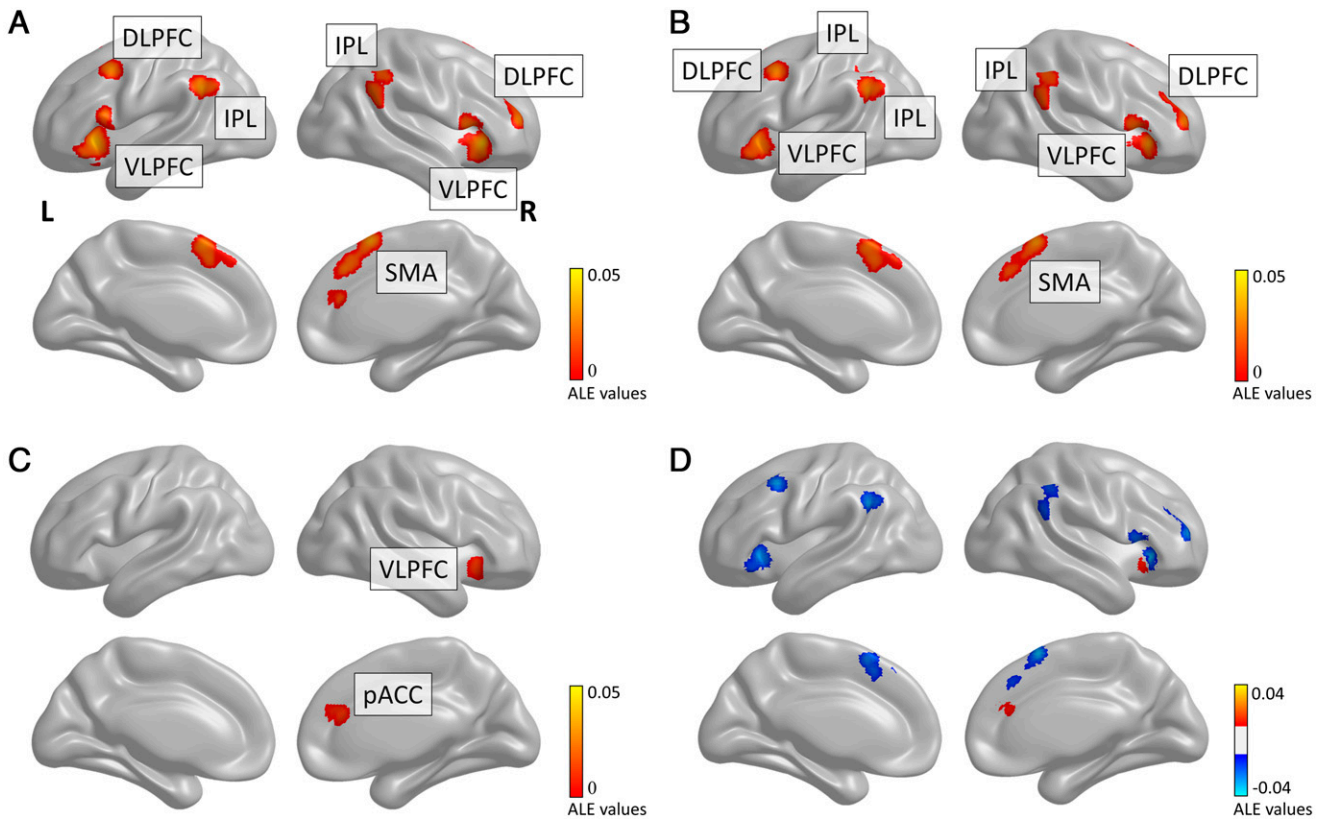 A
DLPFC
IPL
DLPFC
IPL
VLPFC
VLPFC
L
R
SMA
0.05
0
ALE values
B
IPL
DLPFC
IPL
DLPFC
IPL
VLPFC
VLPFC
SMA
0.05
0
ALE values
C
VLPFC
pACC
0.05
0
ALE values
D
0.04
-0.04
ALE values